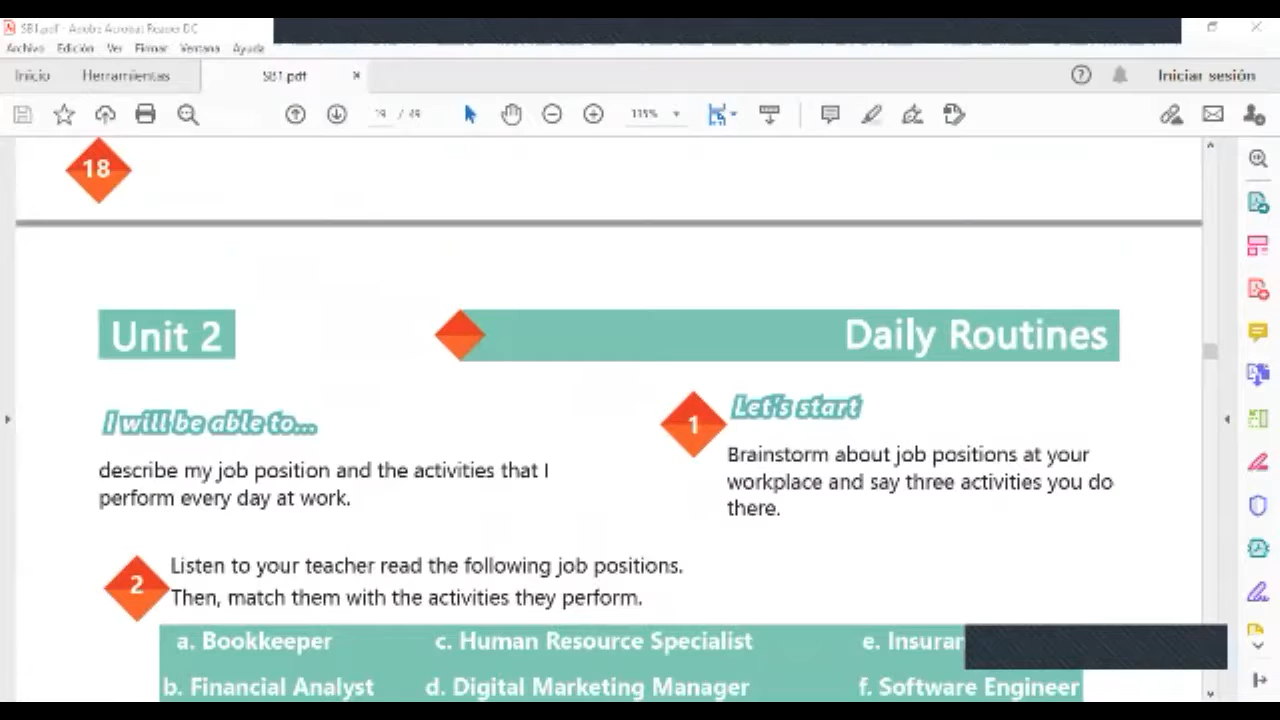 SB1.pdf - Adobe Acrobat Reader DC
Archivo Edición Ver Firmar Ventana Ayuda
Inicio Herramientas SB1.pdf × Iniciar sesión
19 / 49
18
Unit 2
Daily Routines
I will be able to...
describe my job position and the activities that I
perform every day at work.
1
Let's start
Brainstorm about job positions at your
workplace and say three activities you do
there.
2
Listen to your teacher read the following job positions.
Then, match them with the activities they perform.
a. Bookkeeper c. Human Resource Specialist e. Insuran
b. Financial Analyst d. Digital Marketing Manager f. Software Engineer